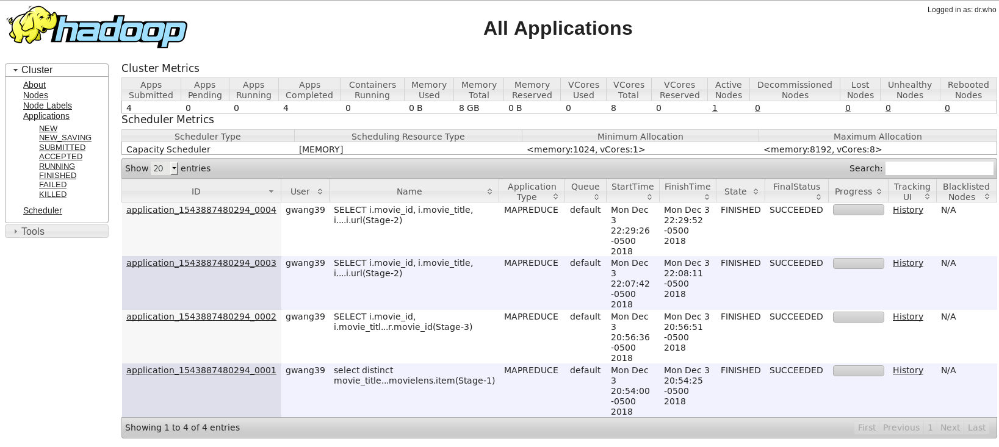 Logged in as: dr.who
hadoop
All Applications
Cluster
About
Nodes
Node Labels
Applications
NEW
NEW_SAVING
SUBMITTED
ACCEPTED
RUNNING
FINISHED
FAILED
KILLED
Scheduler
Tools
Cluster Metrics
Apps Submitted Apps Pending Apps Running Apps Completed Containers Running Memory Used Memory Total Memory Reserved VCores Used VCores Total VCores Reserved Active Nodes Decommissioned Nodes Lost Nodes Unhealthy Nodes Rebooted Nodes
4 0 0 4 0 0 B 8 GB 0 B 0 8 0 1 0 0 0 0
Scheduler Metrics
Scheduler Type Scheduling Resource Type Minimum Allocation Maximum Allocation
Capacity Scheduler [MEMORY] <memory:1024, vCores:1> <memory:8192, vCores:8>
Show 20 entries Search:
ID User Name Application Type Queue StartTime FinishTime State FinalStatus Progress Tracking UI Blacklisted Nodes
application_1543887480294_0004 gwang39 SELECT i.movie_id, i.movie_title, i....i.url(Stage-2) MAPREDUCE default Mon Dec 3 22:29:26 -0500 2018 Mon Dec 3 22:29:52 -0500 2018 FINISHED SUCCEEDED History N/A
application_1543887480294_0003 gwang39 SELECT i.movie_id, i.movie_title, i....i.url(Stage-2) MAPREDUCE default Mon Dec 3 22:07:42 -0500 2018 Mon Dec 3 22:08:11 -0500 2018 FINISHED SUCCEEDED History N/A
application_1543887480294_0002 gwang39 SELECT i.movie_id, i.movie_titl...r.movie_id(Stage-3) MAPREDUCE default Mon Dec 3 20:56:36 -0500 2018 Mon Dec 3 20:56:51 -0500 2018 FINISHED SUCCEEDED History N/A
application_1543887480294_0001 gwang39 select distinct movie_title...movielens.item(Stage-1) MAPREDUCE default Mon Dec 3 20:54:00 -0500 2018 Mon Dec 3 20:54:25 -0500 2018 FINISHED SUCCEEDED History N/A
Showing 1 to 4 of 4 entries First Previous 1 Next Last